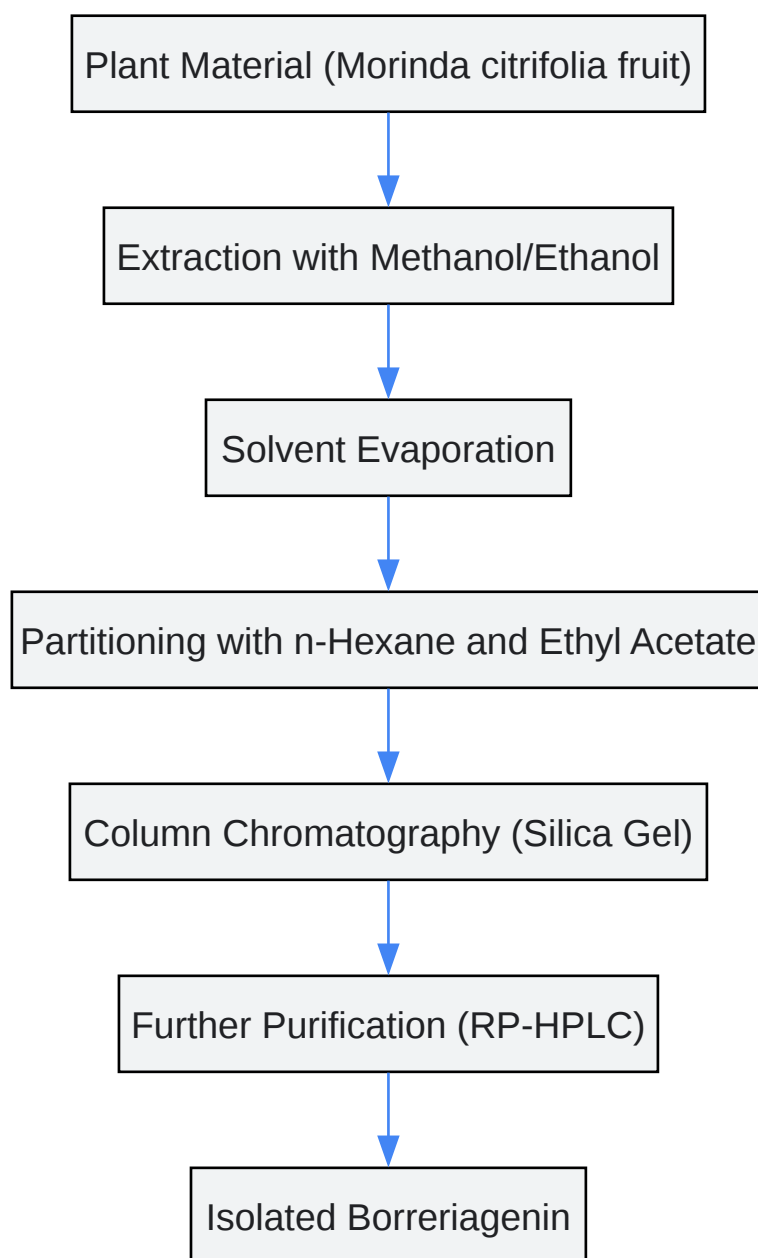 Plant Material (Morinda citrifolia fruit)
Extraction with Methanol/Ethanol
Solvent Evaporation
Partitioning with n-Hexane and Ethyl Acetate
Column Chromatography (Silica Gel)
Further Purification (RP-HPLC)
Isolated Borreriagenin